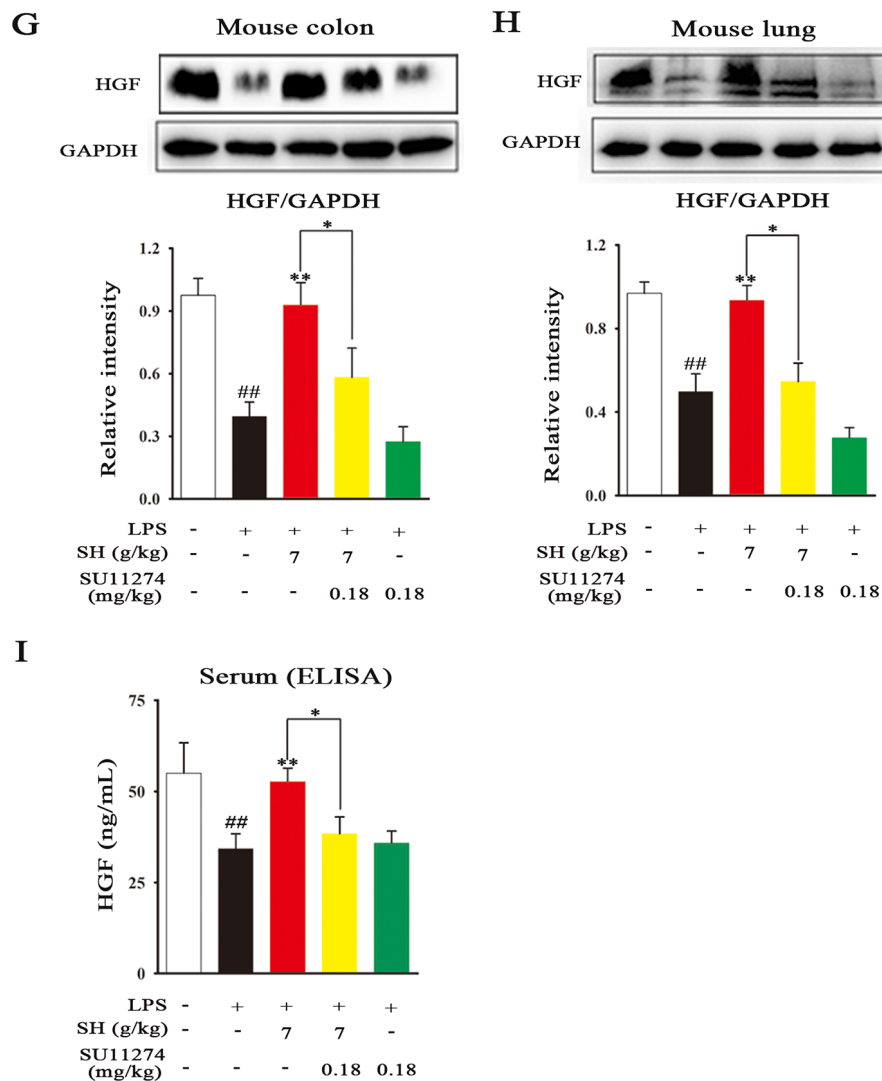 G
Mouse colon
HGF
GAPDH
HGF/GAPDH
Relative intensity
1.2
0.9
0.6
0.3
0.0
##
**
*
LPS - + + + +
SH (g/kg) - - 7 7 -
SU11274
(mg/kg) - - - 0.18 0.18
H
Mouse lung
HGF
GAPDH
HGF/GAPDH
Relative intensity
1.2
0.8
0.4
0.0
##
**
*
LPS - + + + +
SH (g/kg) - - 7 7 -
SU11274
(mg/kg) - - - 0.18 0.18
I
Serum (ELISA)
HGF (ng/mL)
75
50
25
0
##
**
*
LPS - + + + +
SH (g/kg) - - 7 7 -
SU11274
(mg/kg) - - - 0.18 0.18